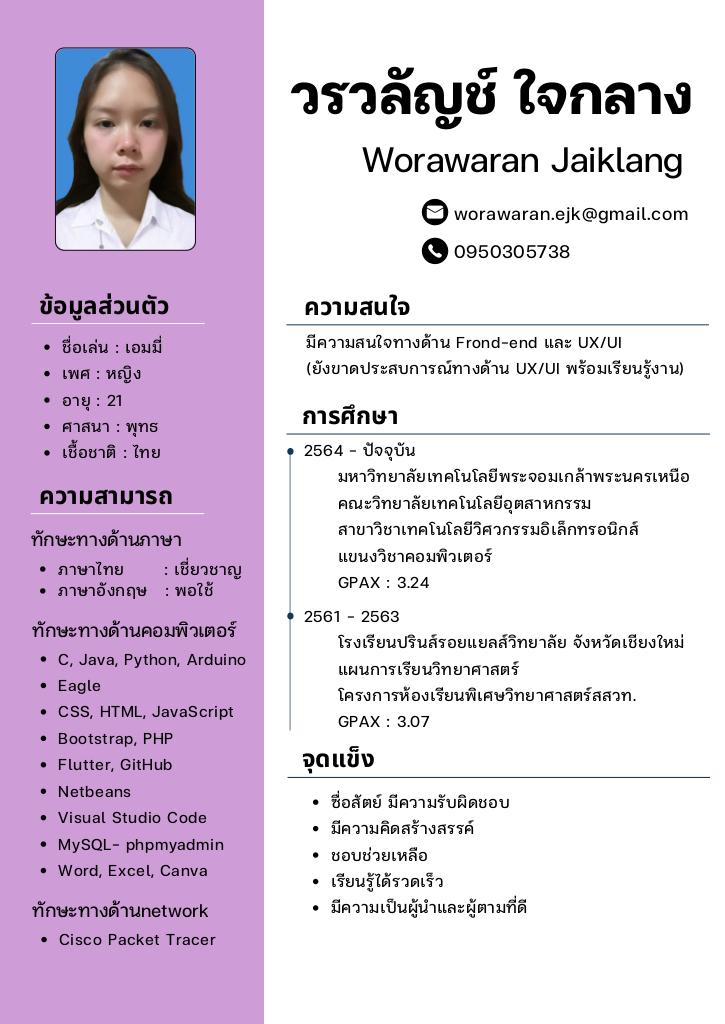 วรวลัญช์ ใจกลาง
Worawaran Jaiklang
worawaran.ejk@gmail.com
0950305738
ข้อมูลส่วนตัว
• ชื่อเล่น : เอมมี่
• เพศ : หญิง
• อายุ : 21
• ศาสนา : พุทธ
• เชื้อชาติ : ไทย
ความสามารถ
ทักษะทางด้านภาษา
• ภาษาไทย : เชี่ยวชาญ
• ภาษาอังกฤษ : พอใช้
ทักษะทางด้านคอมพิวเตอร์
• C, Java, Python, Arduino
• Eagle
• CSS, HTML, JavaScript
• Bootstrap, PHP
• Flutter, GitHub
• Netbeans
• Visual Studio Code
• MySQL- phpmyadmin
• Word, Excel, Canva
ทักษะทางด้านnetwork
• Cisco Packet Tracer
ความสนใจ
มีความสนใจทางด้าน Frond-end และ UX/UI
(ยังขาดประสบการณ์ทางด้าน UX/UI พร้อมเรียนรู้งาน)
การศึกษา
2564 - ปัจจุบัน
มหาวิทยาลัยเทคโนโลยีพระจอมเกล้าพระนครเหนือ
คณะวิทยาลัยเทคโนโลยีอุตสาหกรรม
สาขาวิชาเทคโนโลยีวิศวกรรมอิเล็กทรอนิกส์
แขนงวิชาคอมพิวเตอร์
GPAX : 3.24
2561 - 2563
โรงเรียนปรินส์รอยแยลส์วิทยาลัย จังหวัดเชียงใหม่
แผนการเรียนวิทยาศาสตร์
โครงการห้องเรียนพิเศษวิทยาศาสตร์สสวท.
GPAX : 3.07
จุดแข็ง
• ซื่อสัตย์ มีความรับผิดชอบ
• มีความคิดสร้างสรรค์
• ชอบช่วยเหลือ
• เรียนรู้ได้รวดเร็ว
• มีความเป็นผู้นำและผู้ตามที่ดี